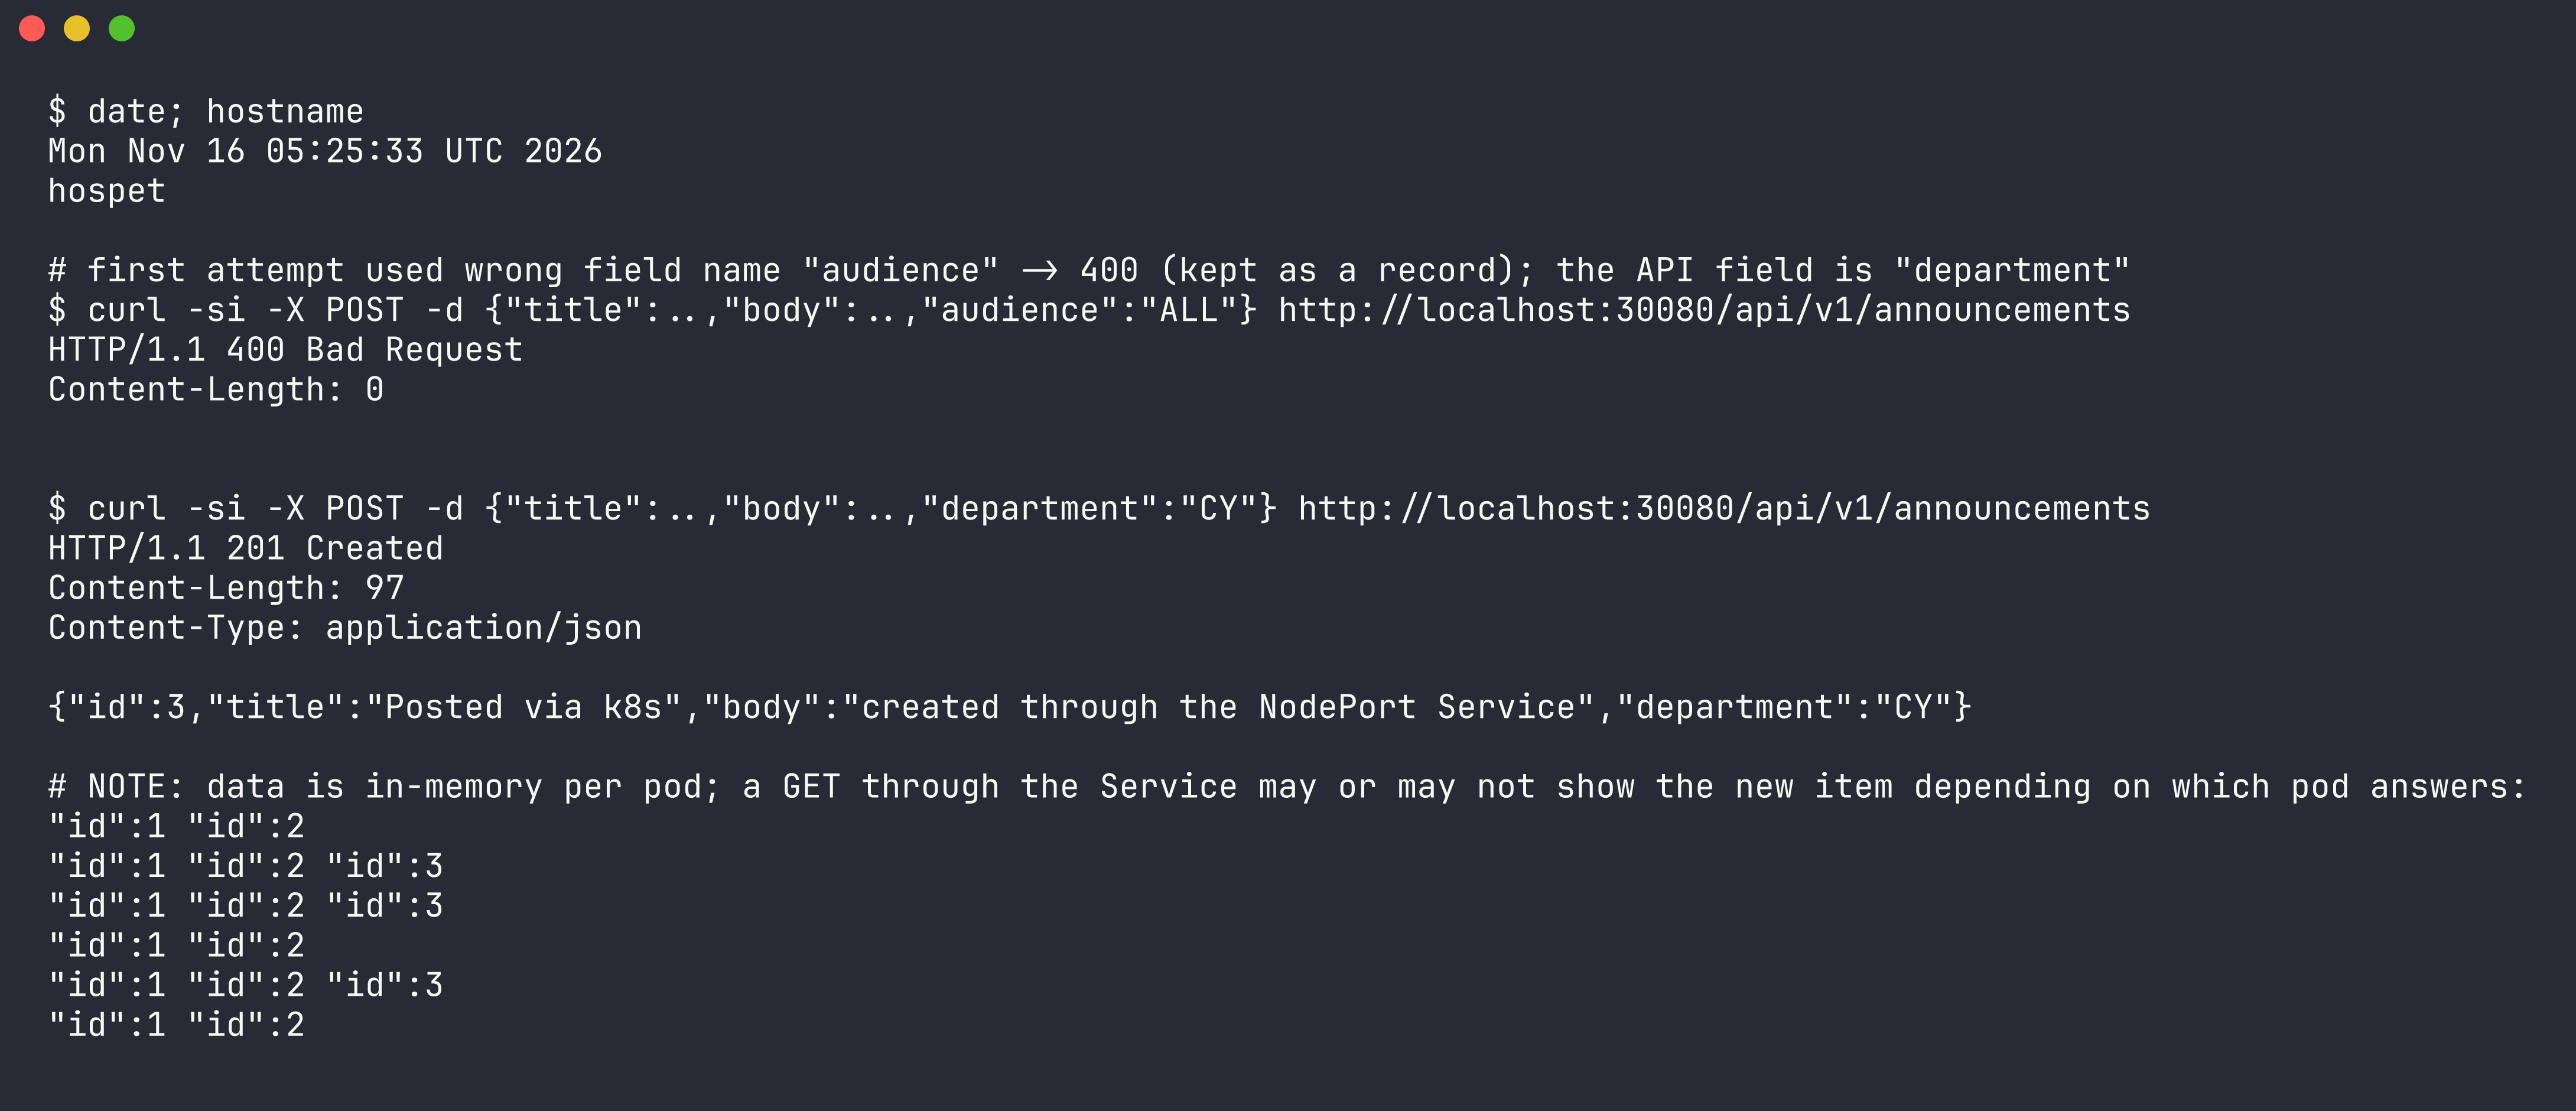 $ date; hostname
Mon Nov 16 05:25:33 UTC 2026
hospet
# first attempt used wrong field name "audience" -> 400 (kept as a record); the API field is "department"
$ curl -si -X POST -d {"title":..,"body":..,"audience":"ALL"} http://localhost:30080/api/v1/announcements
HTTP/1.1 400 Bad Request
Content-Length: 0
$ curl -si -X POST -d {"title":..,"body":..,"department":"CY"} http://localhost:30080/api/v1/announcements
HTTP/1.1 201 Created
Content-Length: 97
Content-Type: application/json
{"id":3,"title":"Posted via k8s","body":"created through the NodePort Service","department":"CY"}
# NOTE: data is in-memory per pod; a GET through the Service may or may not show the new item depending on which pod answers:
"id":1 "id":2
"id":1 "id":2 "id":3
"id":1 "id":2 "id":3
"id":1 "id":2
"id":1 "id":2 "id":3
"id":1 "id":2